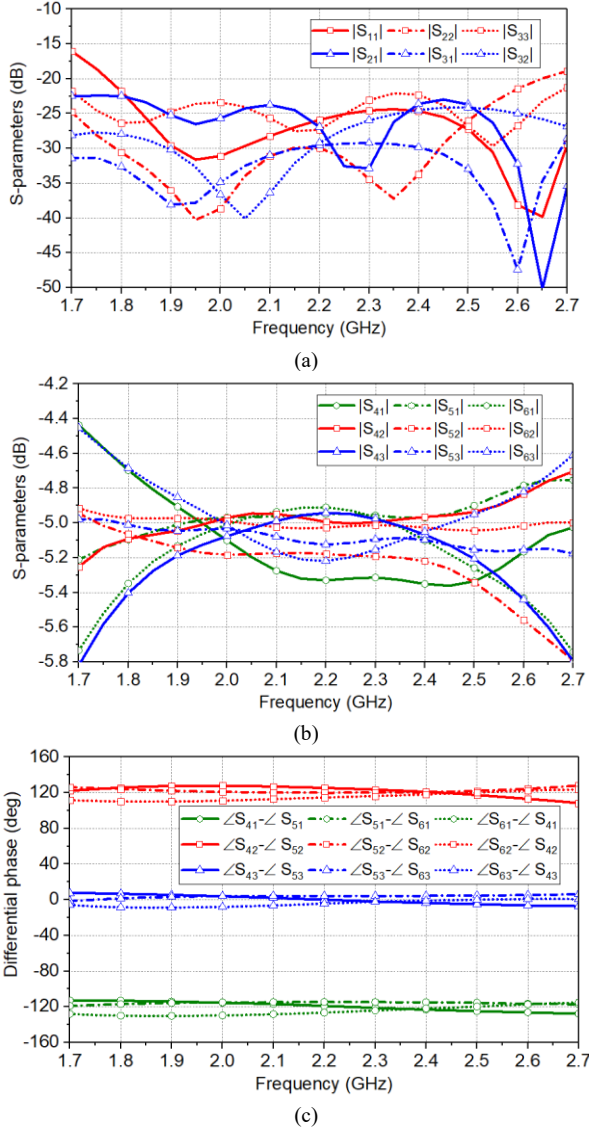 -10
-15
-20
-25
-30
-35
-40
-45
-50
S-parameters (dB)
|S11| |S22| |S33|
|S21| |S31| |S32|
1.7 1.8 1.9 2.0 2.1 2.2 2.3 2.4 2.5 2.6 2.7
Frequency (GHz)
(a)
-4.2
-4.4
-4.6
-4.8
-5.0
-5.2
-5.4
-5.6
-5.8
S-parameters (dB)
|S41| |S51| |S61|
|S42| |S52| |S62|
|S43| |S53| |S63|
1.7 1.8 1.9 2.0 2.1 2.2 2.3 2.4 2.5 2.6 2.7
Frequency (GHz)
(b)
160
120
80
40
0
-40
-80
-120
-160
Differential phase (deg)
∠S41-∠ S51 ∠S51-∠ S61 ∠S61-∠ S41
∠S42-∠ S52 ∠S52-∠ S62 ∠S62-∠ S42
∠S43-∠ S53 ∠S53-∠ S63 ∠S63-∠ S43
1.7 1.8 1.9 2.0 2.1 2.2 2.3 2.4 2.5 2.6 2.7
Frequency (GHz)
(c)